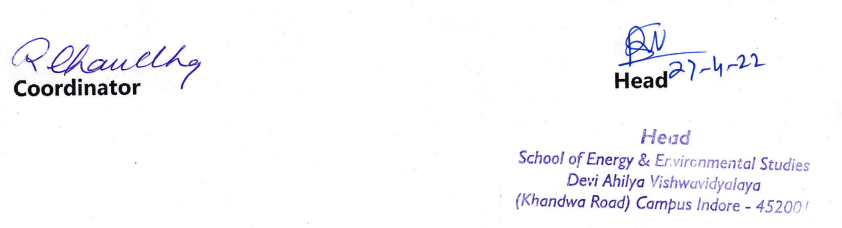 RChaudhg
Coordinator
27-4-22
Head
Head
School of Energy & Environmental Studies
Devi Ahilya Vishwavidyalaya
(Khandwa Road) Campus Indore - 452001